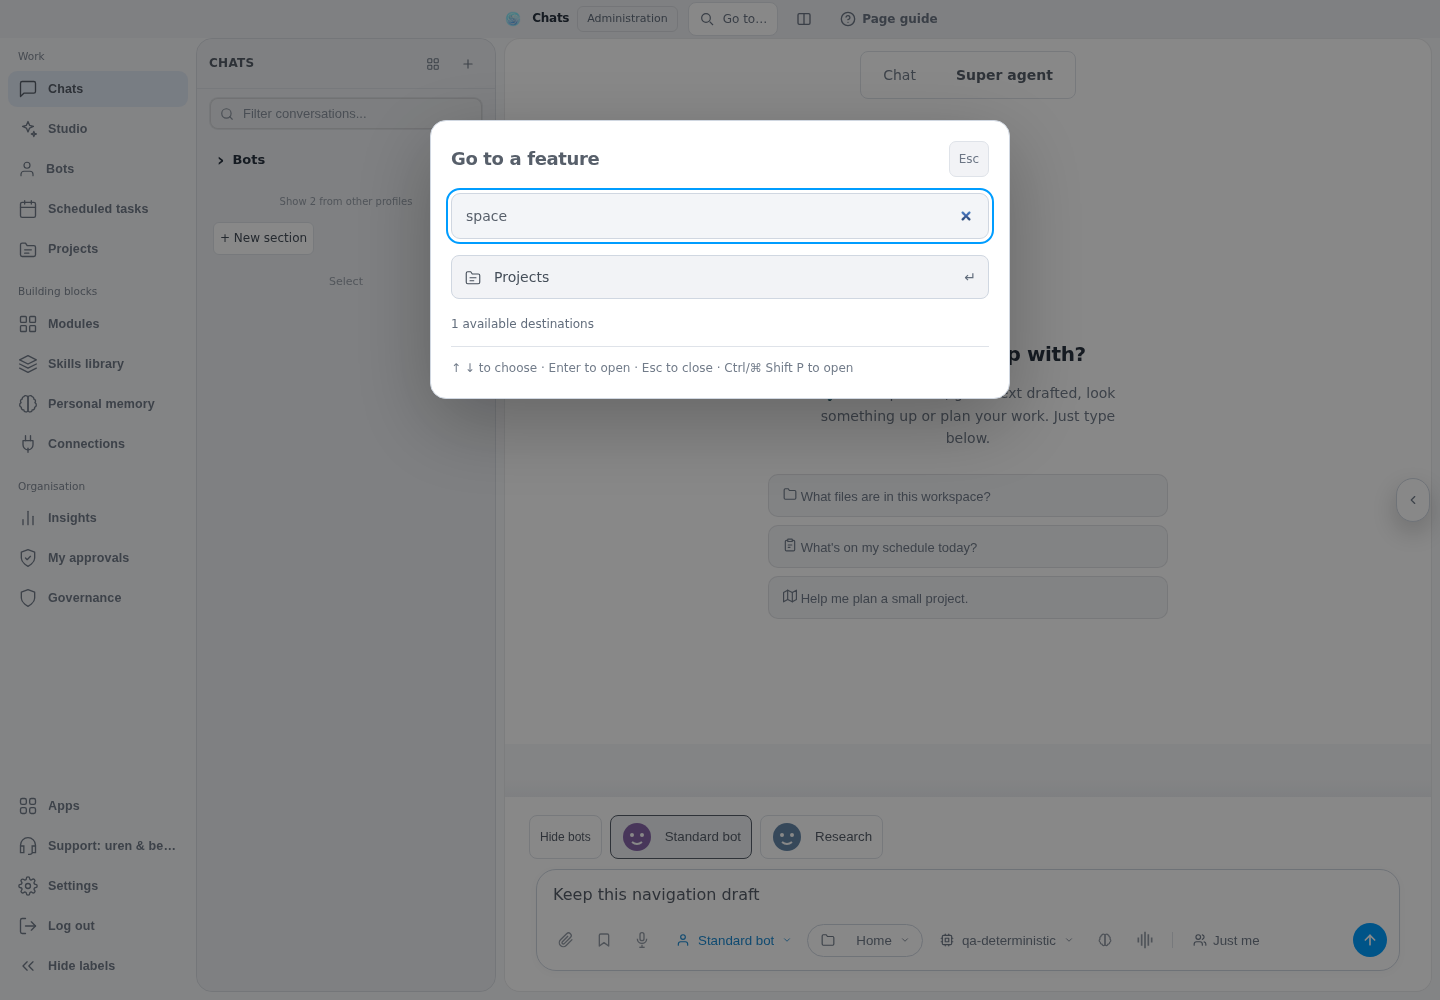 Chats
Administration
Go to...
Page guide
Work
Chats
Studio
Bots
Scheduled tasks
Projects
Building blocks
Modules
Skills library
Personal memory
Connections
Organisation
Insights
My approvals
Governance
Apps
Support: uren & be...
Settings
Log out
Hide labels
CHATS
Filter conversations...
Bots
Show 2 from other profiles
+ New section
Select
Chat
Super agent
Go to a feature
Esc
space
Projects
1 available destinations
↑ ↓ to choose · Enter to open · Esc to close · Ctrl/⌘ Shift P to open
with?
drafted, look
something up or plan your work. Just type
below.
What files are in this workspace?
What's on my schedule today?
Help me plan a small project.
Hide bots
Standard bot
Research
Keep this navigation draft
Standard bot
Home
qa-deterministic
Just me